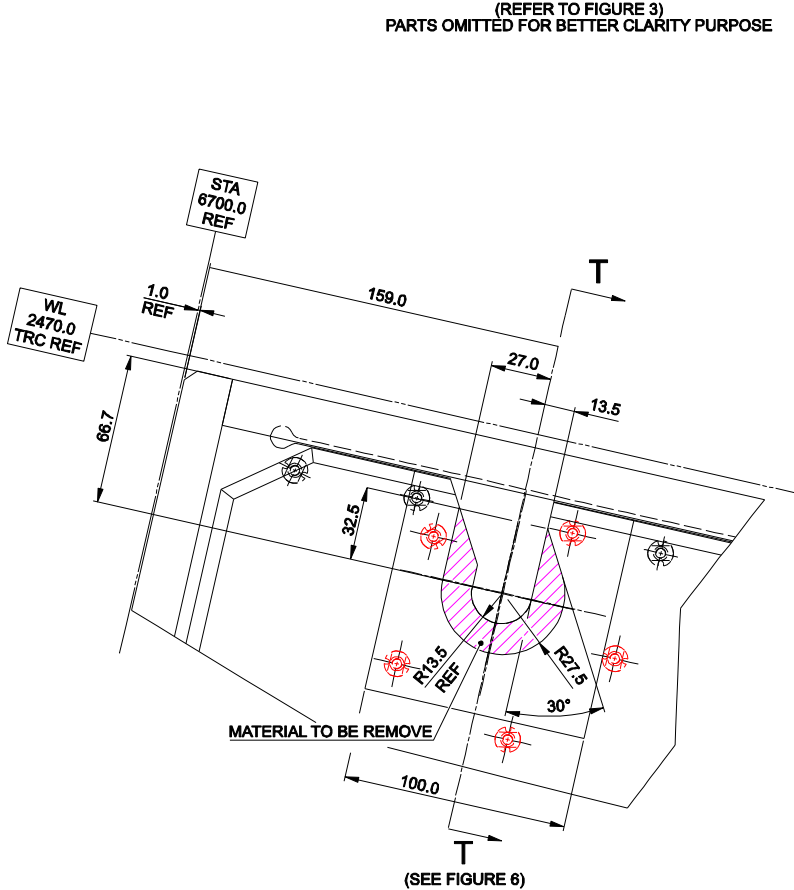 (REFER TO FIGURE 3)
PARTS OMITTED FOR BETTER CLARITY PURPOSE
STA
6700.0
REF
T
1.0
REF
159.0
WL
2470.0
TRC REF
27.0
13.5
66.7
32.5
R13.5
REF
R27.5
30°
MATERIAL TO BE REMOVE
100.0
T
(SEE FIGURE 6)